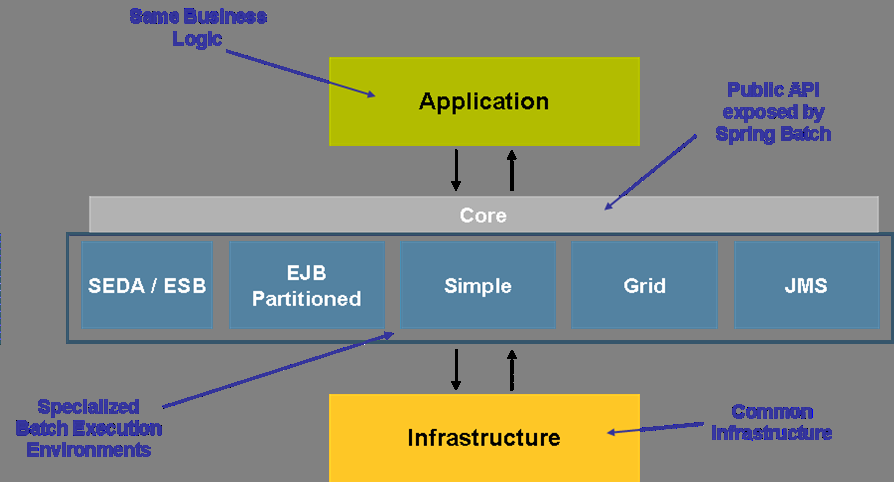 Same Business
Logic
Application
Public API
exposed by
Spring Batch
Core
SEDA / ESB
EJB
Partitioned
Simple
Grid
JMS
Specialized
Batch Execution
Environments
Infrastructure
Common
Infrastructure